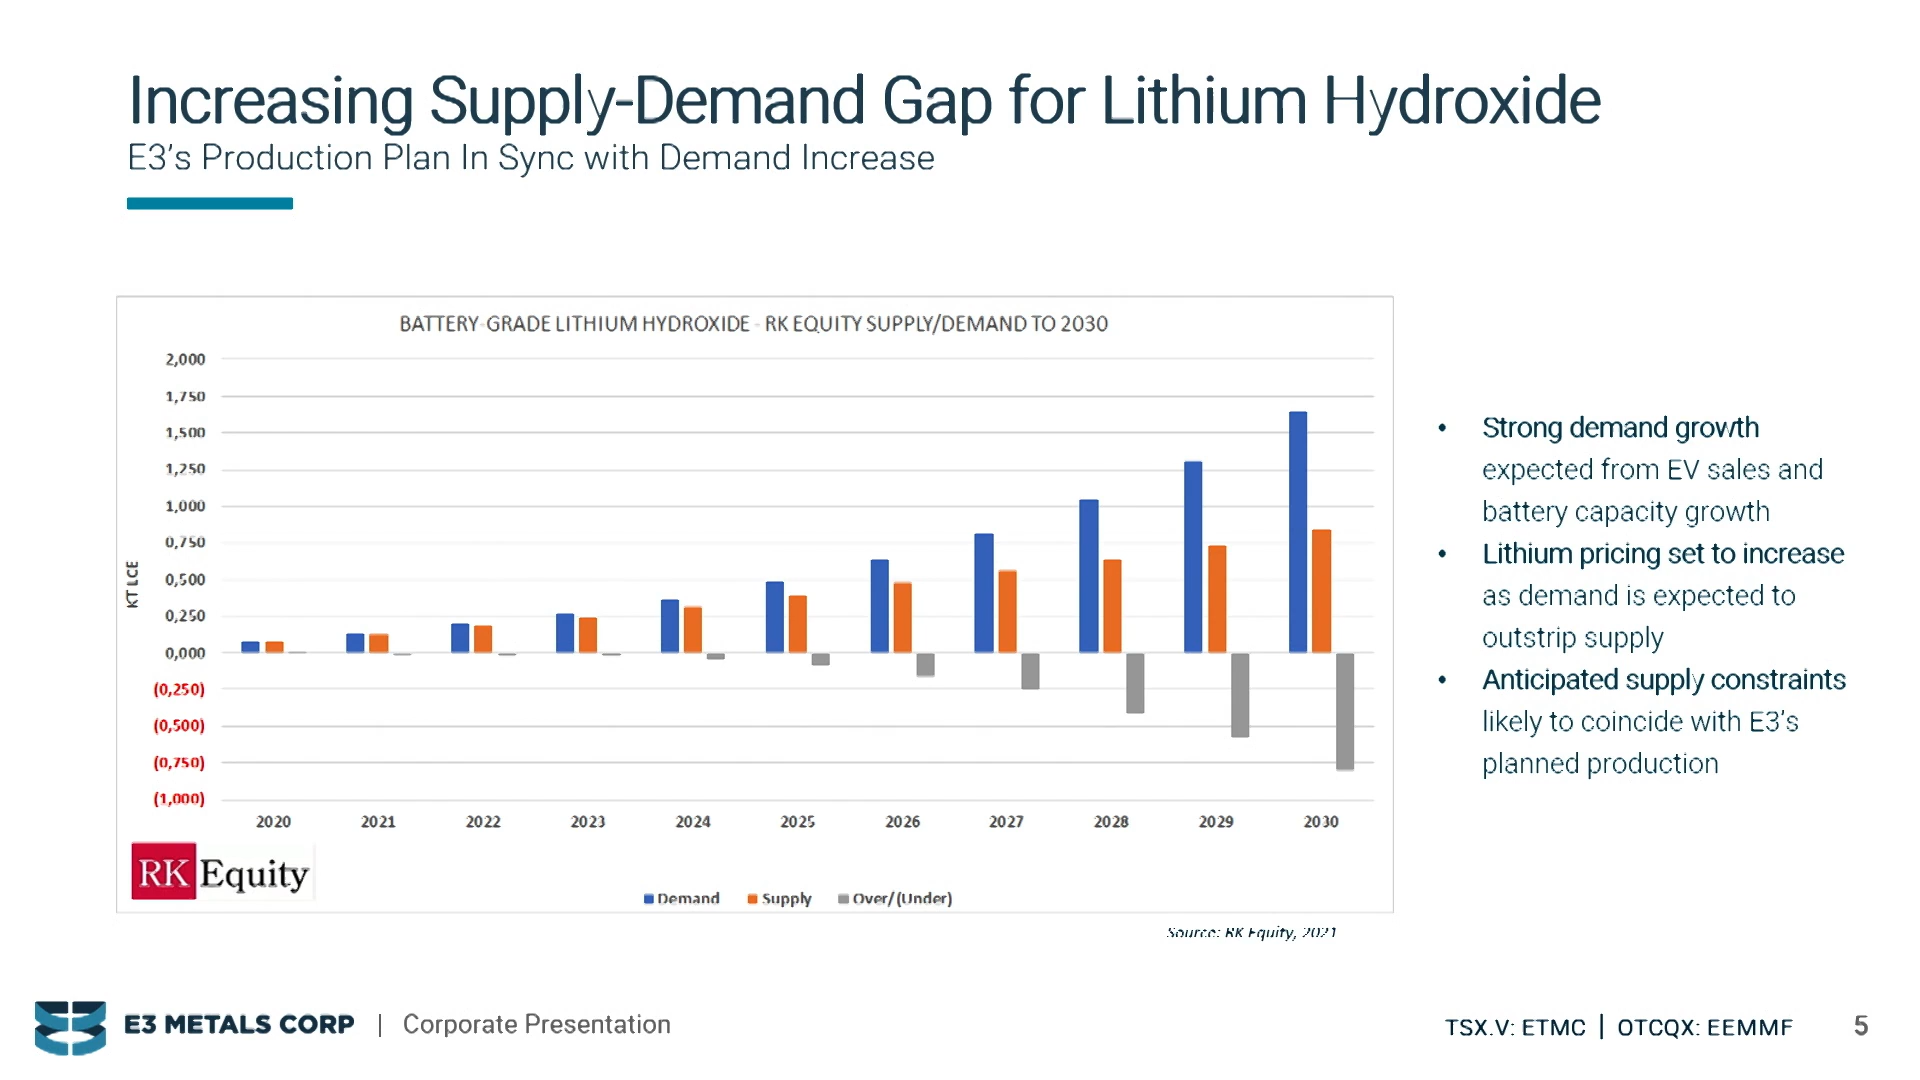 Increasing Supply-Demand Gap for Lithium Hydroxide
E3's Production Plan In Sync with Demand Increase
BATTERY-GRADE LITHIUM HYDROXIDE - RK EQUITY SUPPLY/DEMAND TO 2030
2,000
1,750
1,500
1,250
1,000
0,750
0,500
0,250
0,000
(0,250)
(0,500)
(0,750)
(1,000)
KT LCE
2020 2021 2022 2023 2024 2025 2026 2027 2028 2029 2030
RK Equity
Demand Supply Over/(Under)
Source: RK Equity, 2021
• Strong demand growth
expected from EV sales and
battery capacity growth
• Lithium pricing set to increase
as demand is expected to
outstrip supply
• Anticipated supply constraints
likely to coincide with E3's
planned production
E3 METALS CORP | Corporate Presentation
TSX.V: ETMC | OTCQX: EEMMF 5